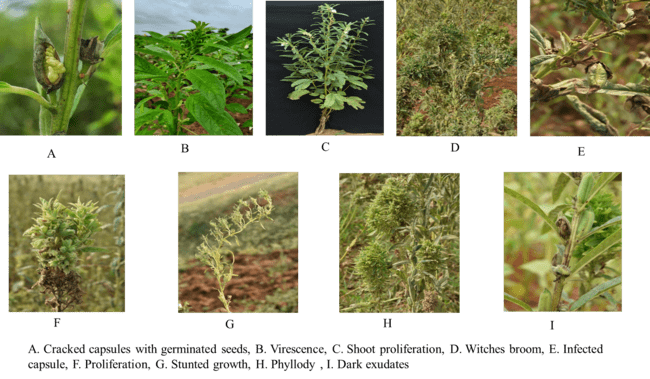 A
B
C
D
E
F
G
H
I
A. Cracked capsules with germinated seeds, B. Virescence, C. Shoot proliferation, D. Witches broom, E. Infected
capsule, F. Proliferation, G. Stunted growth, H. Phyllody , I. Dark exudates